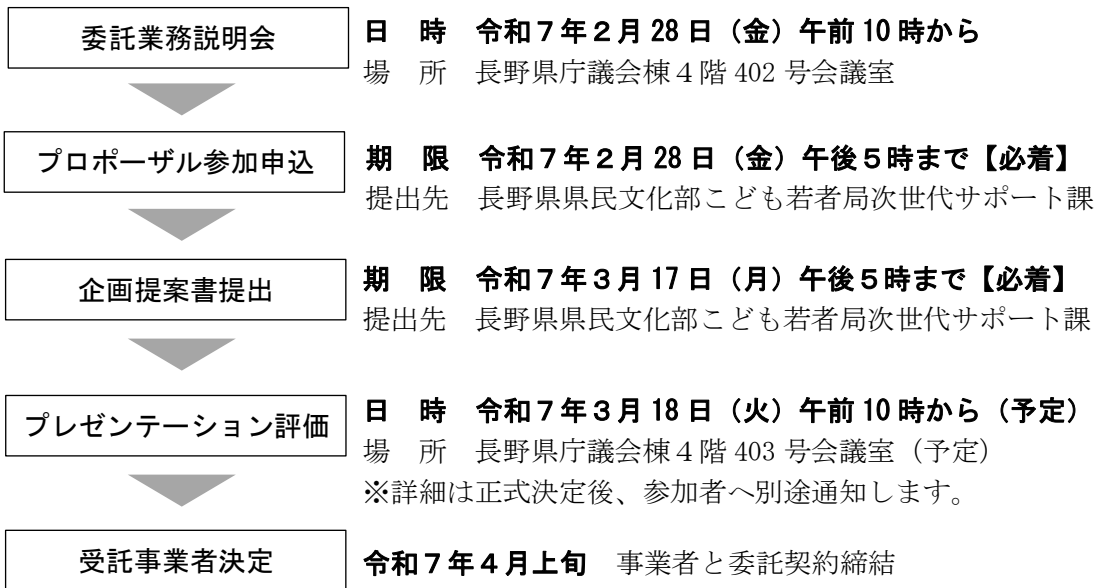 委託業務説明会
日　時　令和７年２月 28 日（金）午前 10 時から
場　所　長野県庁議会棟４階 402 号会議室
プロポーザル参加申込
期　限　令和７年２月 28 日（金）午後５時まで【必着】
提出先　長野県県民文化部こども若者局次世代サポート課
企画提案書提出
期　限　令和７年３月 17 日（月）午後５時まで【必着】
提出先　長野県県民文化部こども若者局次世代サポート課
プレゼンテーション評価
日　時　令和７年３月 18 日（火）午前 10 時から（予定）
場　所　長野県庁議会棟４階 403 号会議室（予定）
※詳細は正式決定後、参加者へ別途通知します。
受託事業者決定
令和７年４月上旬　事業者と委託契約締結